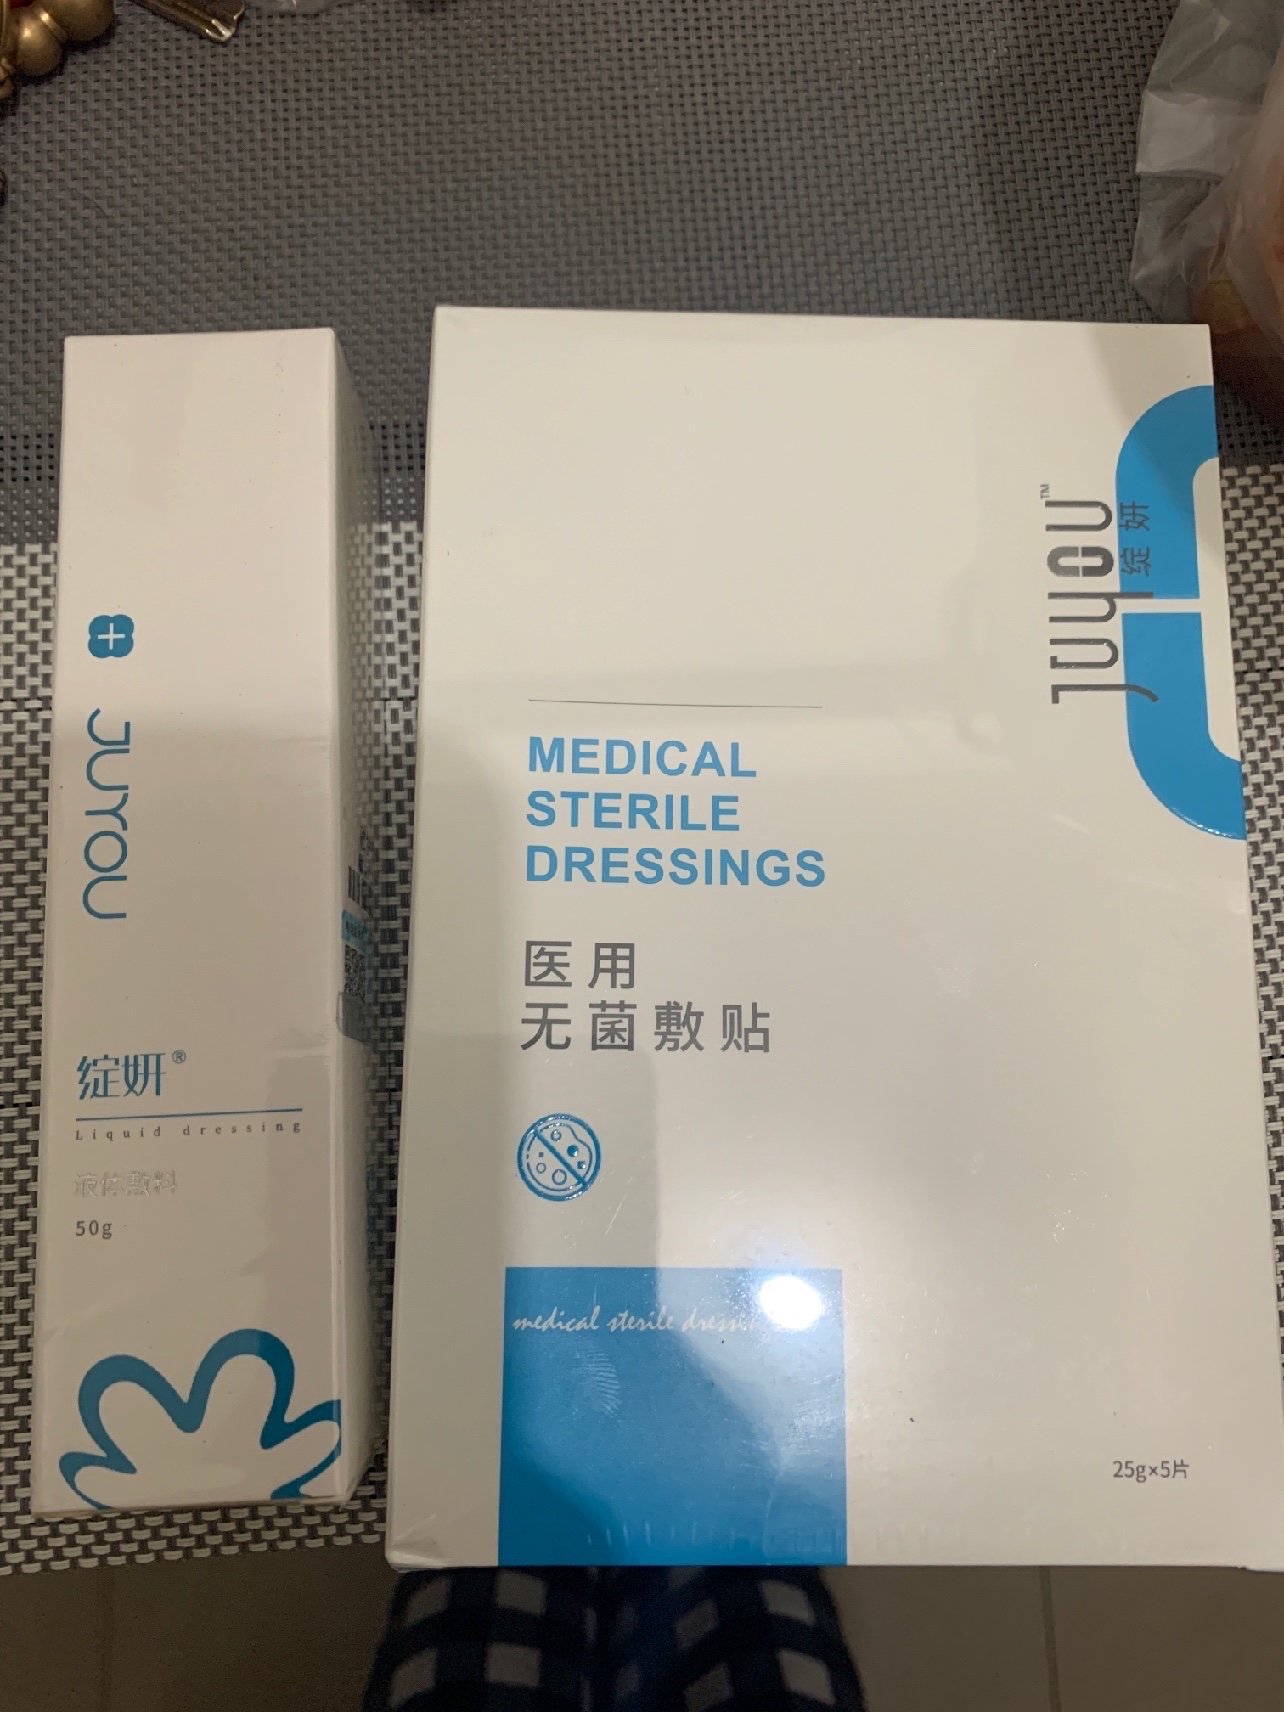 JUYOU
绽妍®
Liquid dressing
液体敷料
50g
Juyou™
绽妍
MEDICAL
STERILE
DRESSINGS
医用
无菌敷贴
medical sterile
25g×5片